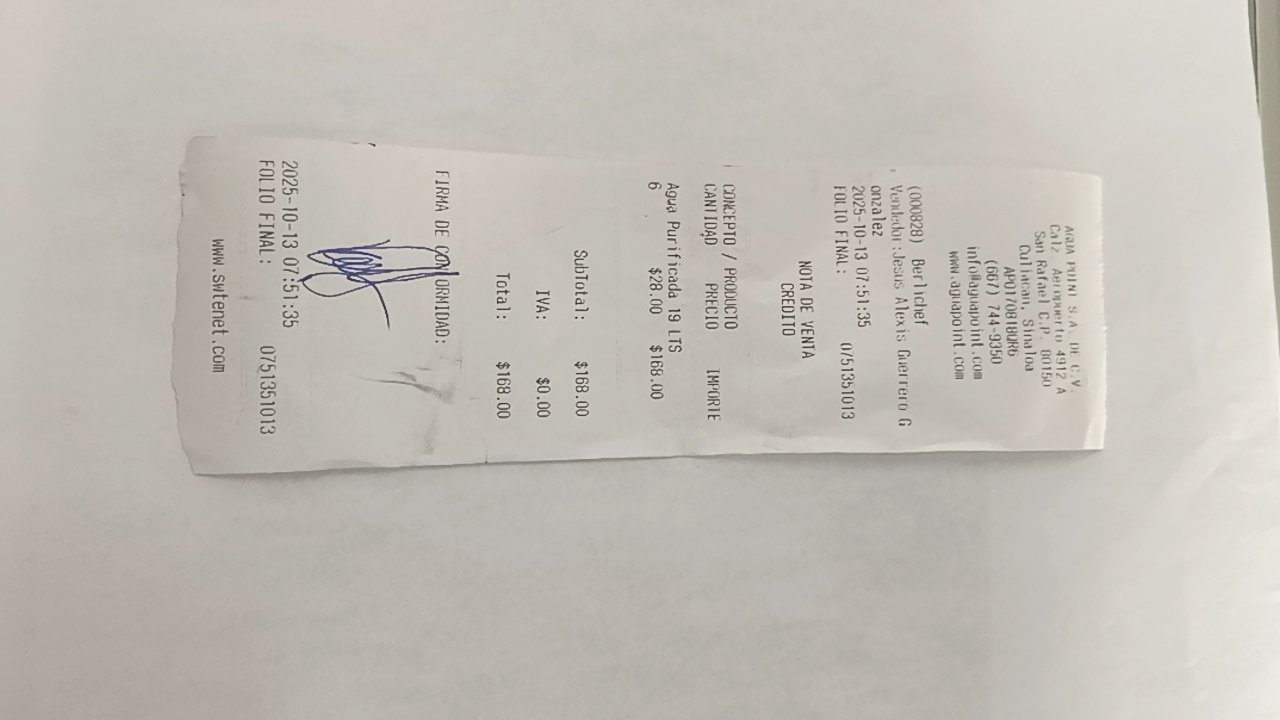 AGUA POINT S.A. DE C.V.
Calz. Aeropuerto 4912 A
San Rafael C.P. 80150
Culiacan, Sinaloa
APO170818QR6
(667) 744-9350
info@aguapoint.com
www.aguapoint.com
(000828) Berlichef
Vendedor:Jesus Alexis Guerrero G
onzalez
2025-10-13 07:51:35
FOLIO FINAL: 0751351013
NOTA DE VENTA
CREDITO
CONCEPTO / PRODUCTO
CANTIDAD PRECIO IMPORTE
Agua Purificada 19 LTS
6 $28.00 $168.00
SubTotal: $168.00
IVA: $0.00
Total: $168.00
FIRMA DE CONFORMIDAD:
2025-10-13 07:51:35
FOLIO FINAL: 0751351013
www.swtenet.com